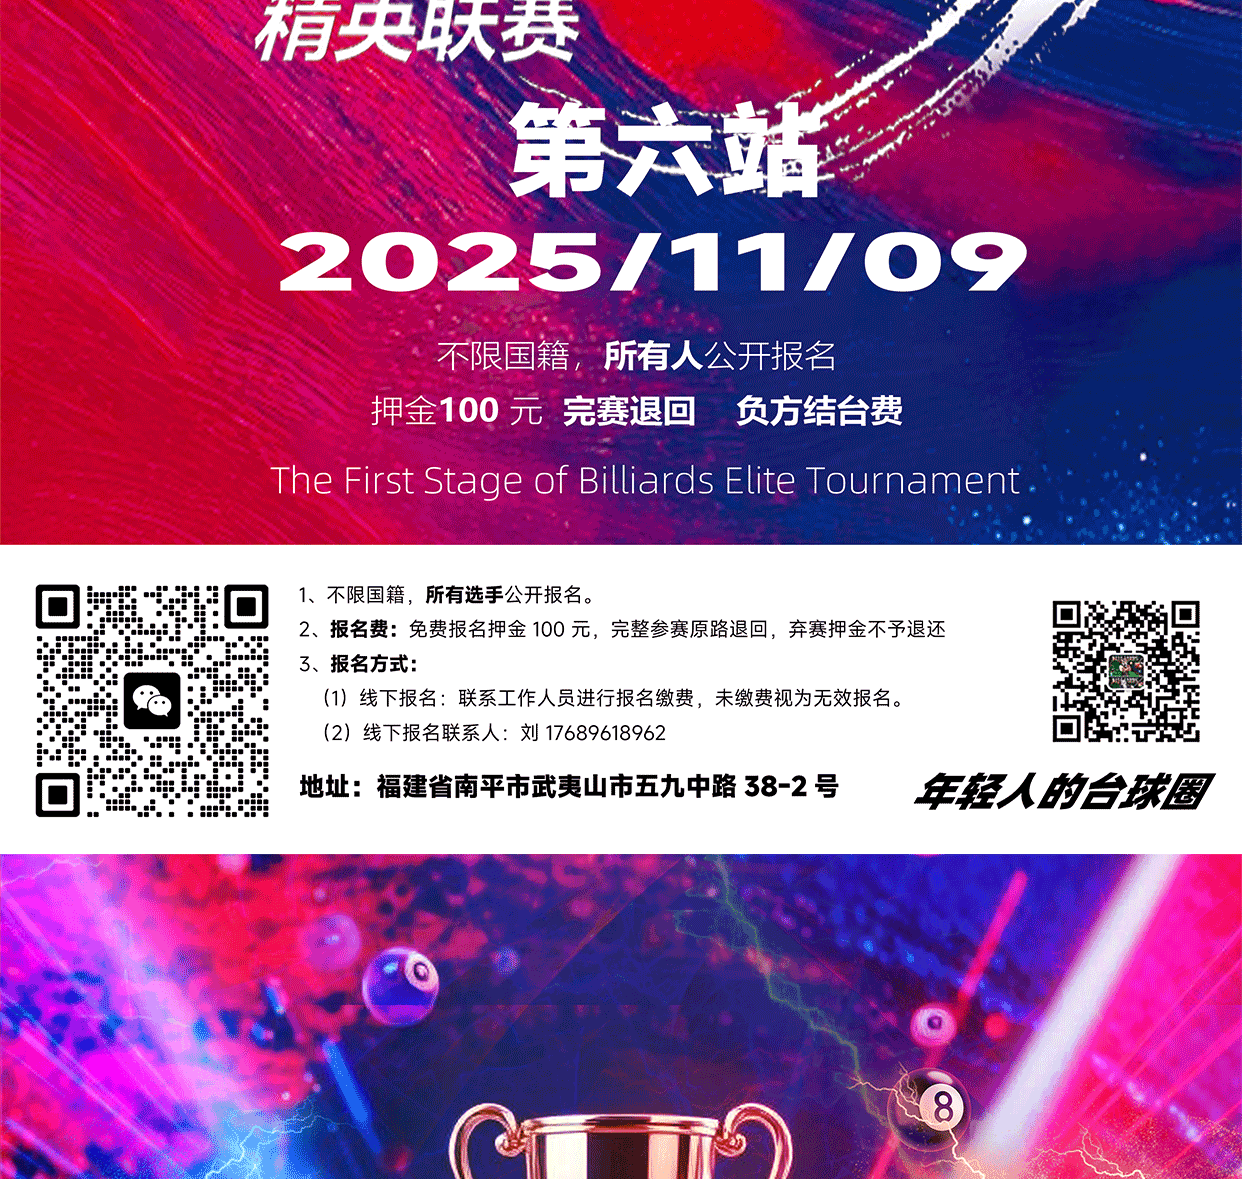 精英联赛
第六站
2025/11/09
不限国籍，所有人公开报名
押金100 元 完赛退回 负方结台费
The First Stage of Billiards Elite Tournament
1、不限国籍，所有选手公开报名。
2、报名费：免费报名押金 100 元，完整参赛原路退回，弃赛押金不予退还
3、报名方式：
（1）线下报名：联系工作人员进行报名缴费，未缴费视为无效报名。
（2）线下报名联系人：刘 17689618962
地址：福建省南平市武夷山市五九中路 38-2 号
年轻人的台球圈
8